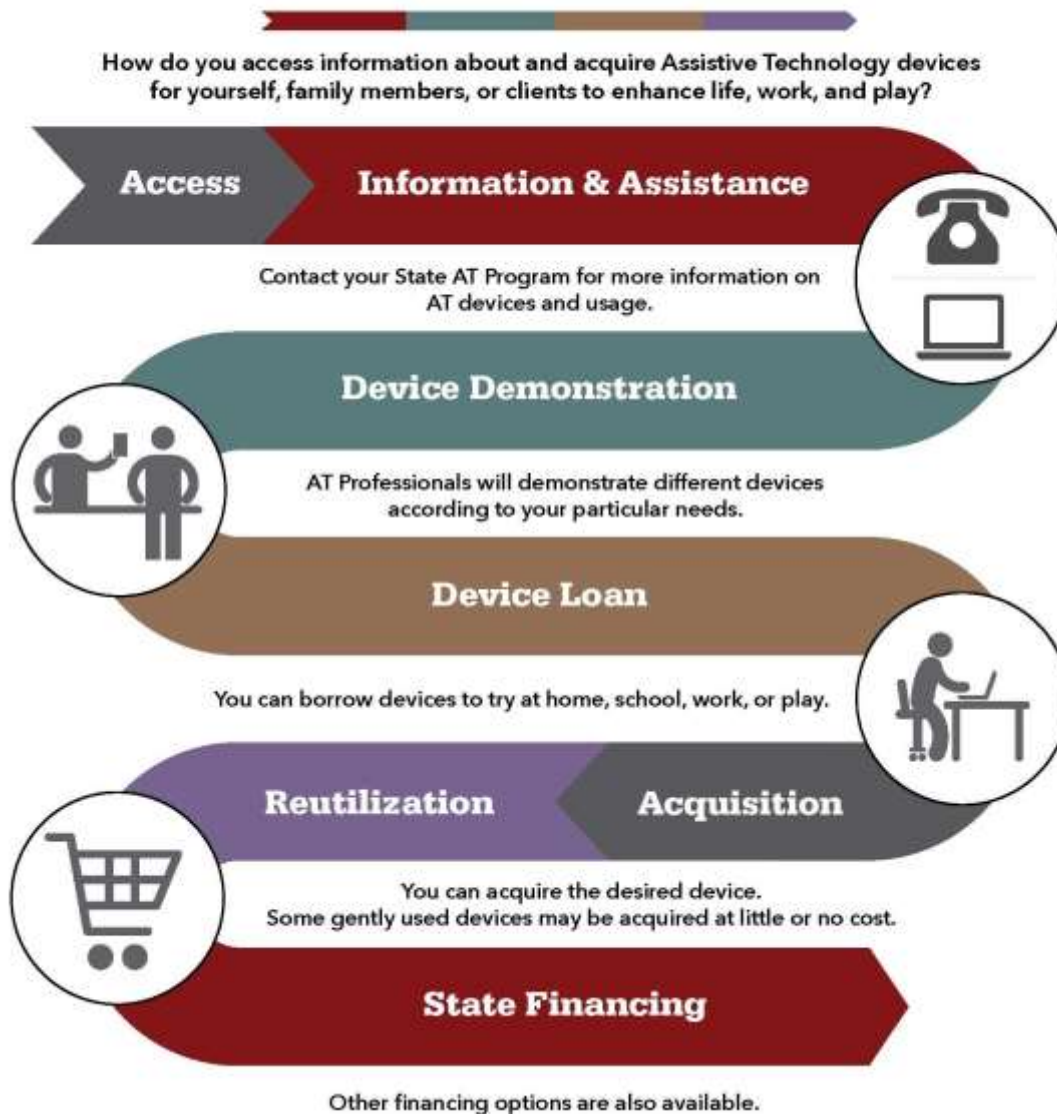 How do you access information about and acquire Assistive Technology devices
for yourself, family members, or clients to enhance life, work, and play?
Access
Information & Assistance
Contact your State AT Program for more information on
AT devices and usage.
Device Demonstration
AT Professionals will demonstrate different devices
according to your particular needs.
Device Loan
You can borrow devices to try at home, school, work, or play.
Reutilization
Acquisition
You can acquire the desired device.
Some gently used devices may be acquired at little or no cost.
State Financing
Other financing options are also available.